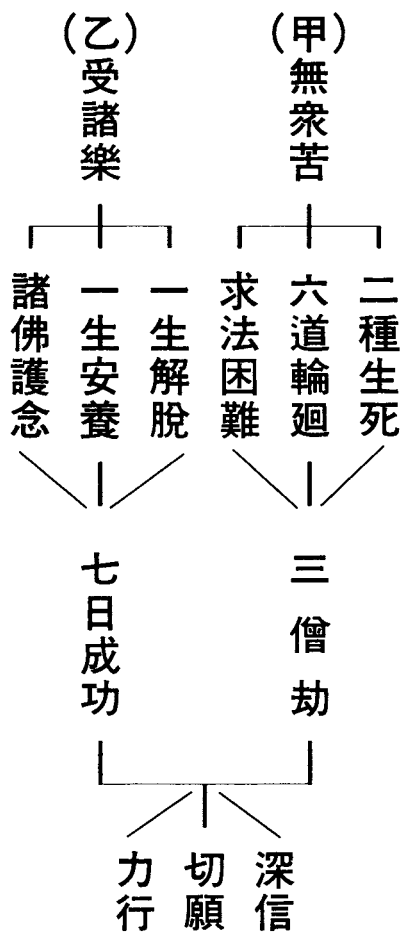 （甲）無衆苦
二種生死
六道輪廻
求法困難
三僧劫
（乙）受諸樂
一生解脫
一生安養
諸佛護念
七日成功
深信
切願
力行